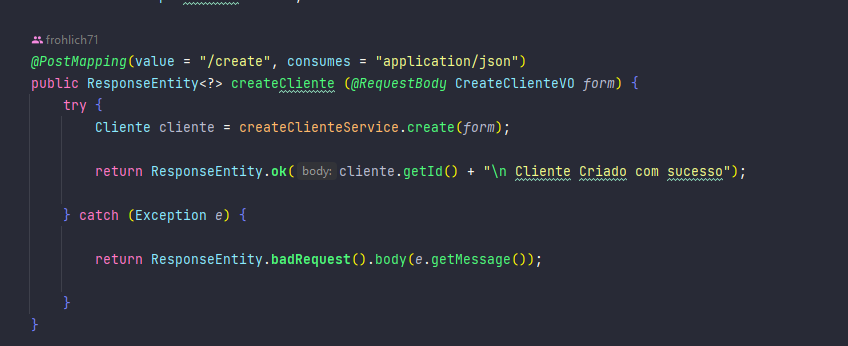 frohlich71
@PostMapping(value = "/create", consumes = "application/json")
public ResponseEntity<?> createCliente (@RequestBody CreateClienteVO form) {
try {
Cliente cliente = createClienteService.create(form);
return ResponseEntity.ok( body: cliente.getId() + "\n Cliente Criado com sucesso");
} catch (Exception e) {
return ResponseEntity.badRequest().body(e.getMessage());
}
}